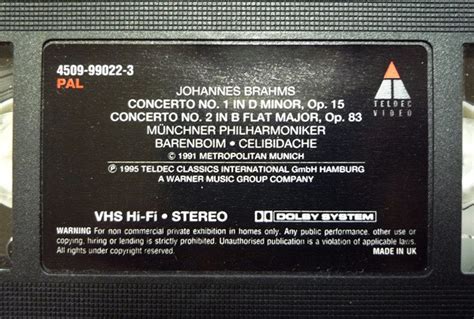 4509-99022-3
PAL
TELDEC
VIDEO
JOHANNES BRAHMS
CONCERTO NO. 1 IN D MINOR, Op. 15
CONCERTO NO. 2 IN B FLAT MAJOR, Op. 83
MÜNCHNER PHILHARMONIKER
BARENBOIM • CELIBIDACHE
© 1991 METROPOLITAN MUNICH
℗ 1995 TELDEC CLASSICS INTERNATIONAL GmbH HAMBURG
A WARNER MUSIC GROUP COMPANY
VHS Hi-Fi • STEREO DOLBY SYSTEM
WARNING For non commercial private exhibition in homes only. Any public performance, other use or
copying, hiring or lending is strictly prohibited. Unauthorised publication is a violation of applicable laws.
All rights under copyright reserved. MADE IN UK